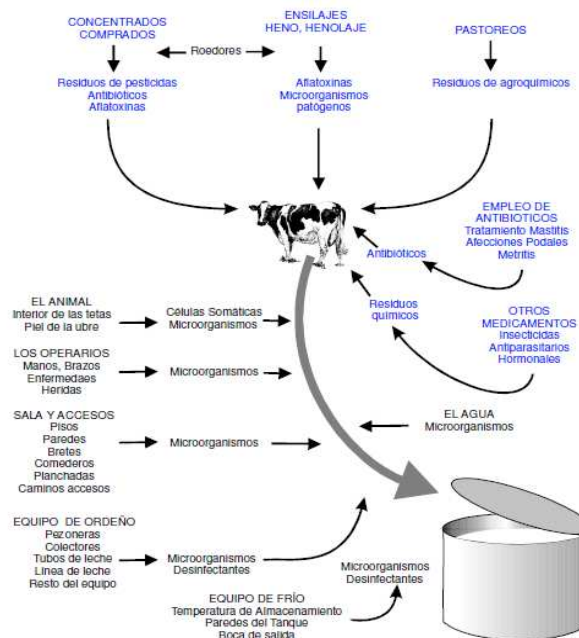 CONCENTRADOS
COMPRADOS
ENSILAJES
HENO, HENOLAJE
PASTOREOS
Roedores
Residuos de pesticidas
Antibióticos
Aflatoxinas
Aflatoxinas
Microorganismos
patógenos
Residuos de agroquímicos
EMPLEO DE
ANTIBIOTICOS
Tratamiento Mastitis
Afecciones Podales
Metritis
Antibióticos
Residuos
químicos
OTROS
MEDICAMENTOS
Insecticidas
Antiparasitarios
Hormonales
EL ANIMAL
Interior de las tetas
Piel de la ubre
Células Somáticas
Microorganismos
LOS OPERARIOS
Manos, Brazos
Enfermedaes
Heridas
Microorganismos
SALA Y ACCESOS
Pisos
Paredes
Bretes
Comederos
Planchadas
Caminos accesos
Microorganismos
EL AGUA
Microorganismos
EQUIPO DE ORDEÑO
Pezoneras
Colectores
Tubos de leche
Línea de leche
Resto del equipo
Microorganismos
Desinfectantes
Microorganismos
Desinfectantes
EQUIPO DE FRÍO
Temperatura de Almacenamiento
Paredes del Tanque
Boca de salida